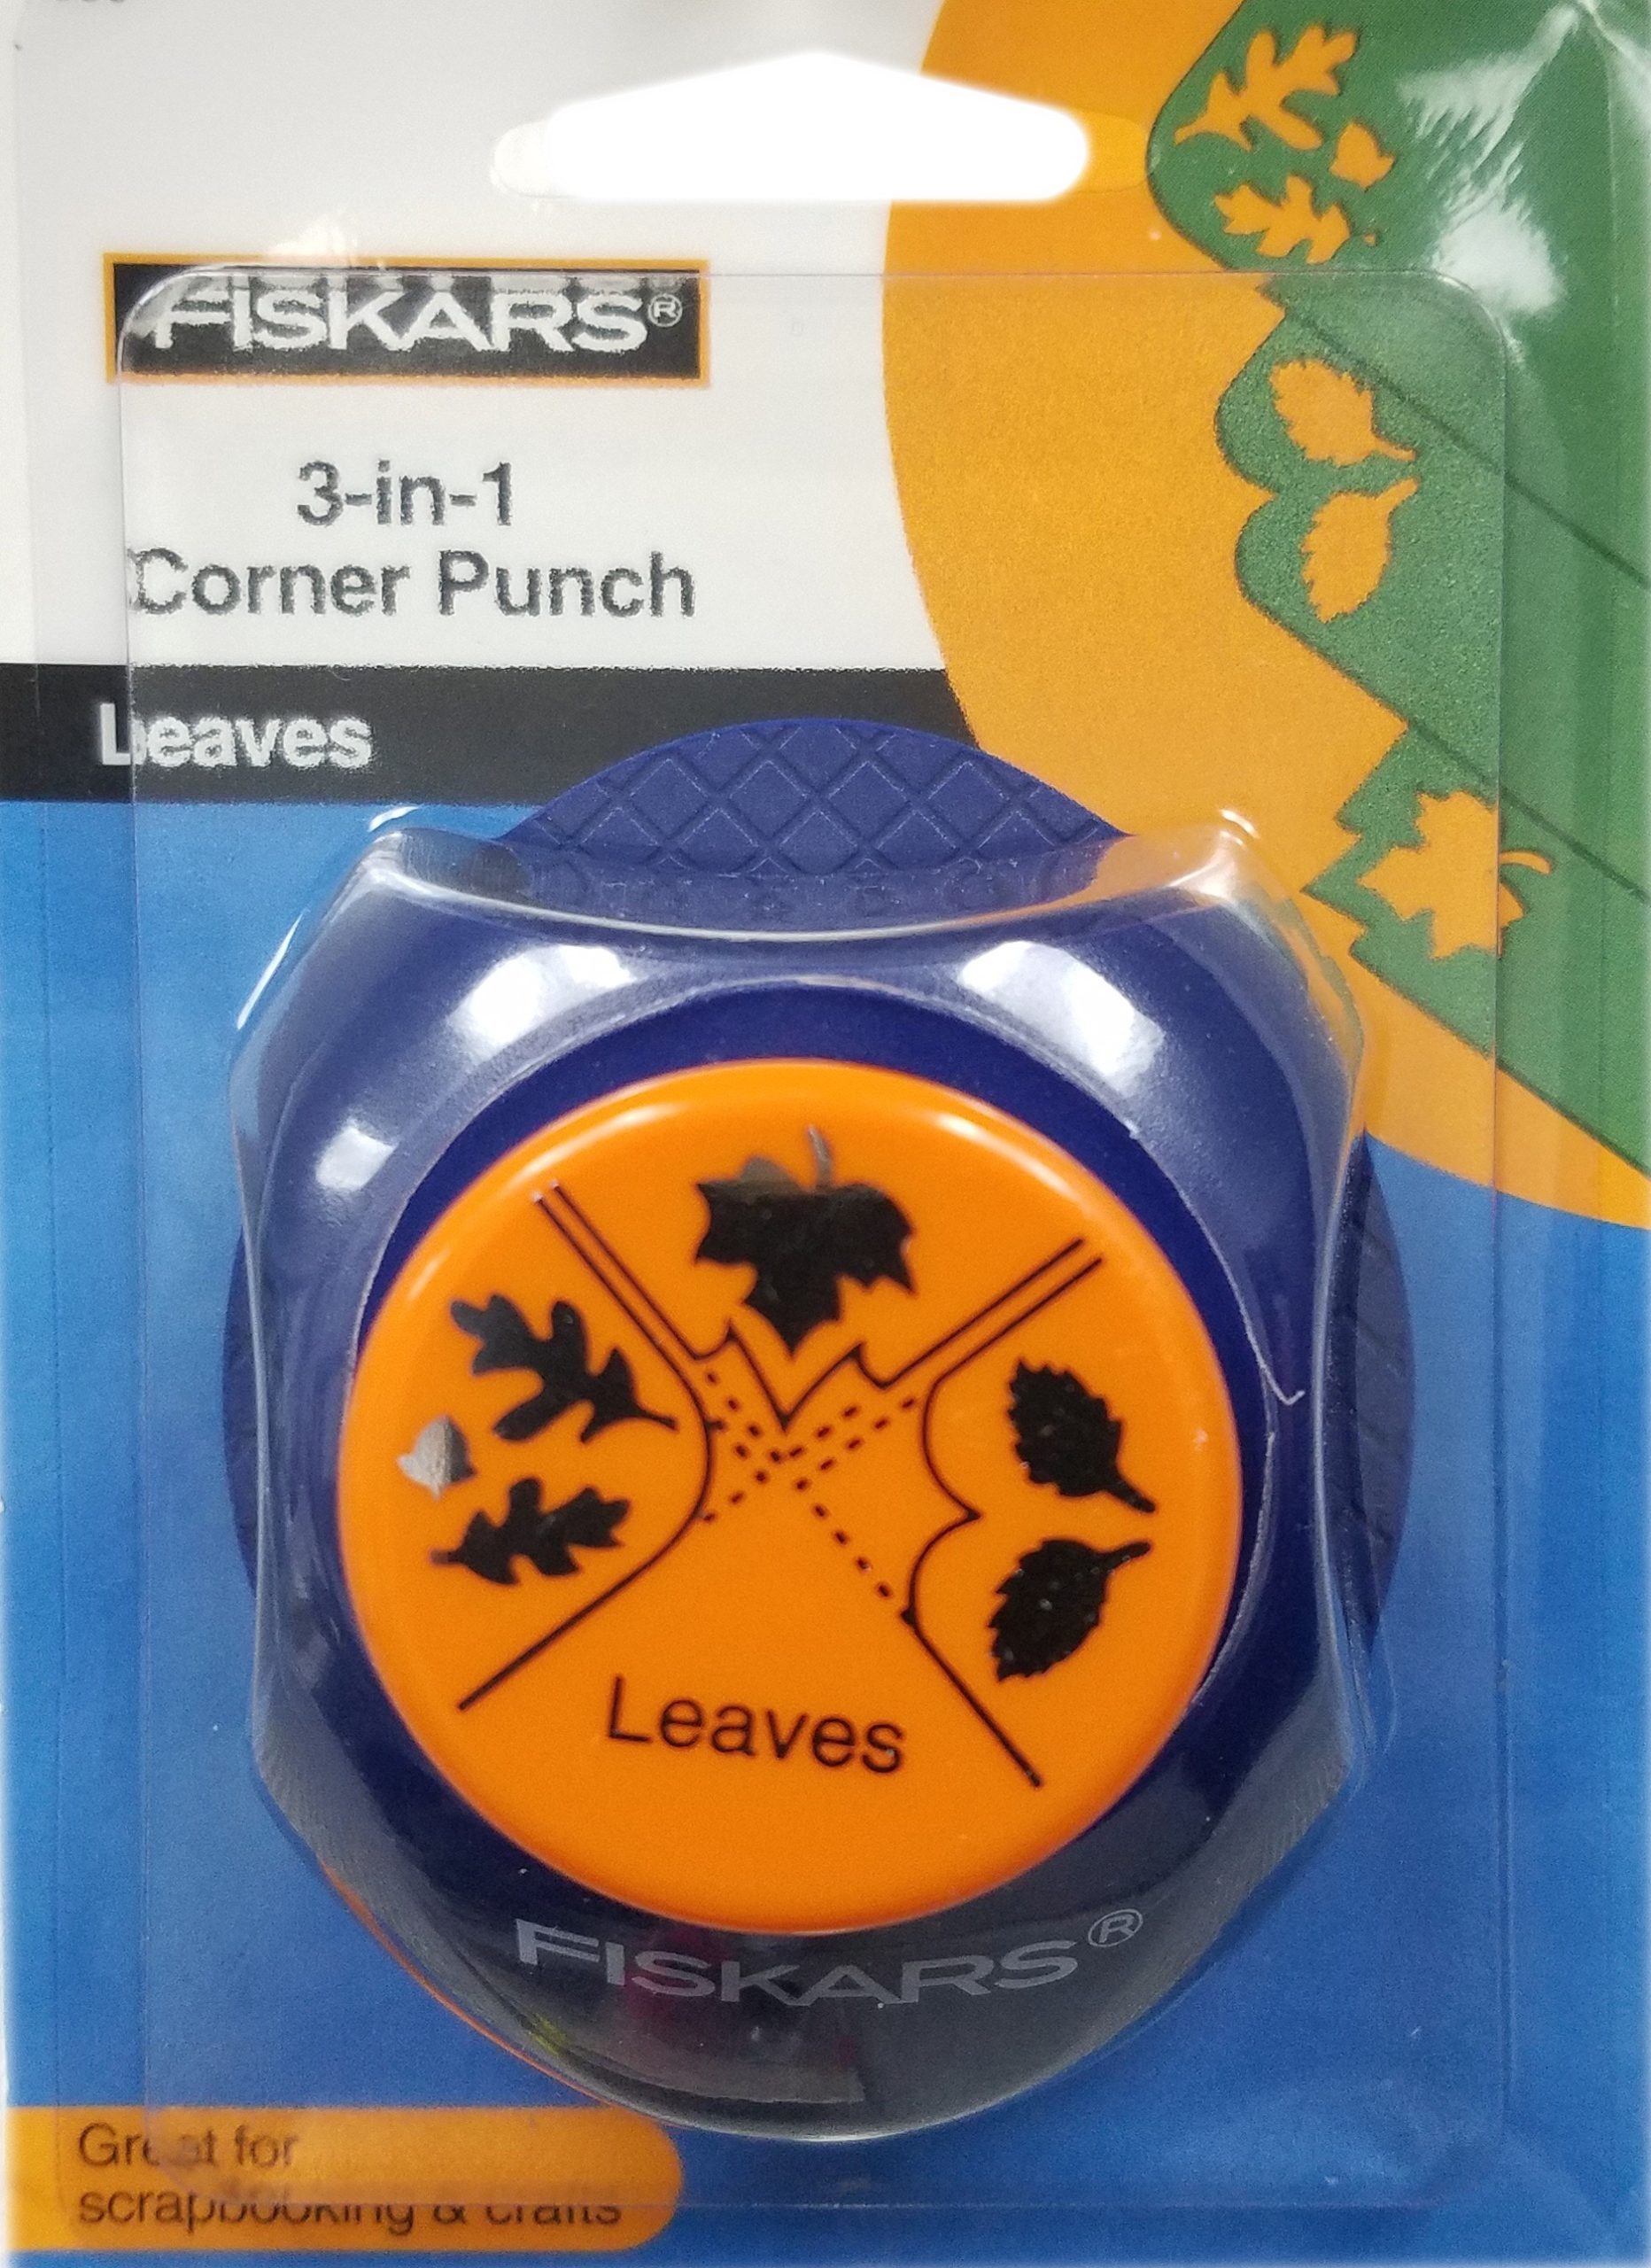 FISKARS®
3-in-1
Corner Punch
Leaves
Leaves
FISKARS®
Great for
scrapbooking & crafts